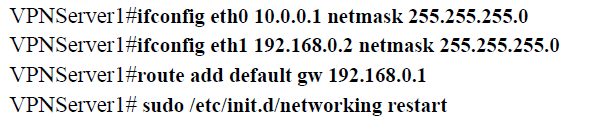 VPNServer1#ifconfig eth0 10.0.0.1 netmask 255.255.255.0
VPNServer1#ifconfig eth1 192.168.0.2 netmask 255.255.255.0
VPNServer1#route add default gw 192.168.0.1
VPNServer1# sudo /etc/init.d/networking restart